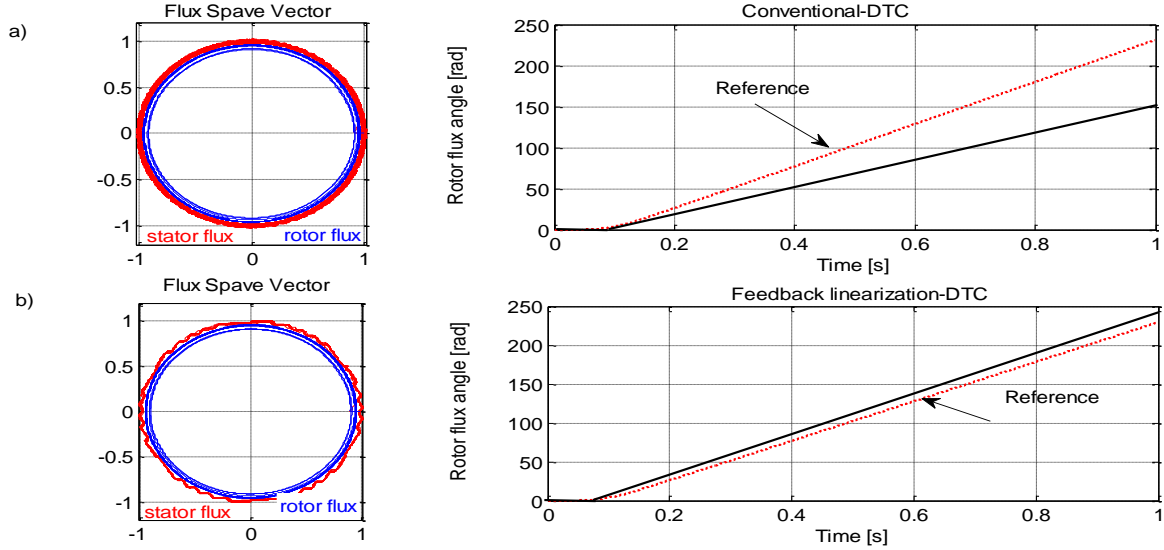 a)
Flux Spave Vector
1
0.5
0
-0.5
-1
stator flux
rotor flux
-1
0
1
Conventional-DTC
Rotor flux angle [rad]
250
200
150
100
50
0
Reference
0
0.2
0.4
0.6
0.8
1
Time [s]
b)
Flux Spave Vector
1
0.5
0
-0.5
-1
stator flux
rotor flux
-1
0
1
Feedback linearization-DTC
Rotor flux angle [rad]
250
200
150
100
50
0
Reference
0
0.2
0.4
0.6
0.8
1
Time [s]